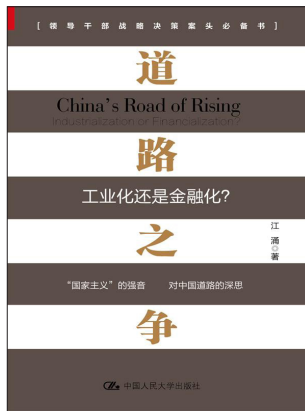 [ 领导干部战略决策案头必备书 ]
道
China's Road of Rising
Industrialization or Financialization?
路
工业化还是金融化?
之
江涌◎著
“国家主义”的强音 对中国道路的深思
争
中国人民大学出版社